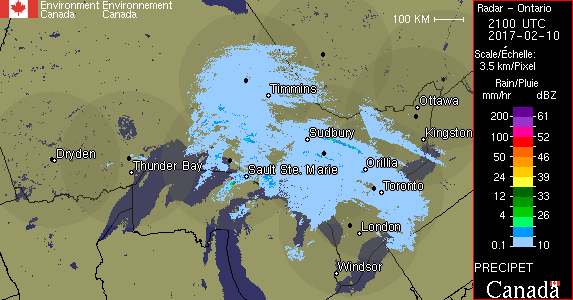 Environment Environnement
Canada Canada
100 KM
Radar - Ontario
2100 UTC
2017-02-10
Scale/Échelle:
3.5 km/Pixel
Rain/Pluie
mm/hr dBZ
200 61
100 52
50 46
24 39
12 33
4 26
0.1 10
PRECIPET
Canada
Timmins
Ottawa
Sudbury
Kingston
Dryden
Thunder Bay
Sault Ste. Marie
Orillia
Toronto
London
Windsor